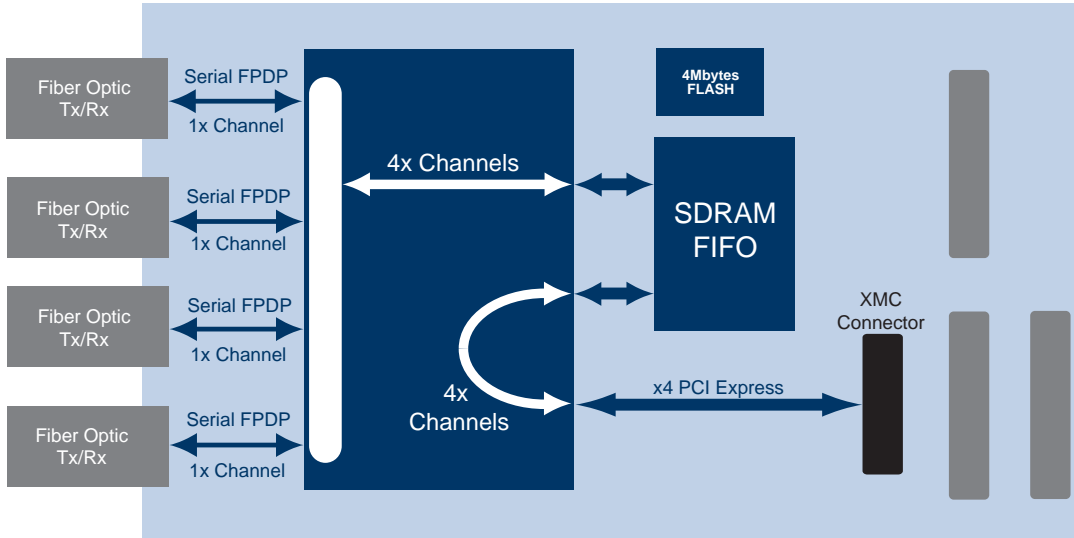 Fiber Optic
Tx/Rx
Serial FPDP
1x Channel
Fiber Optic
Tx/Rx
Serial FPDP
1x Channel
Fiber Optic
Tx/Rx
Serial FPDP
1x Channel
Fiber Optic
Tx/Rx
Serial FPDP
1x Channel
4x Channels
4x
Channels
4Mbytes
FLASH
SDRAM
FIFO
x4 PCI Express
XMC
Connector